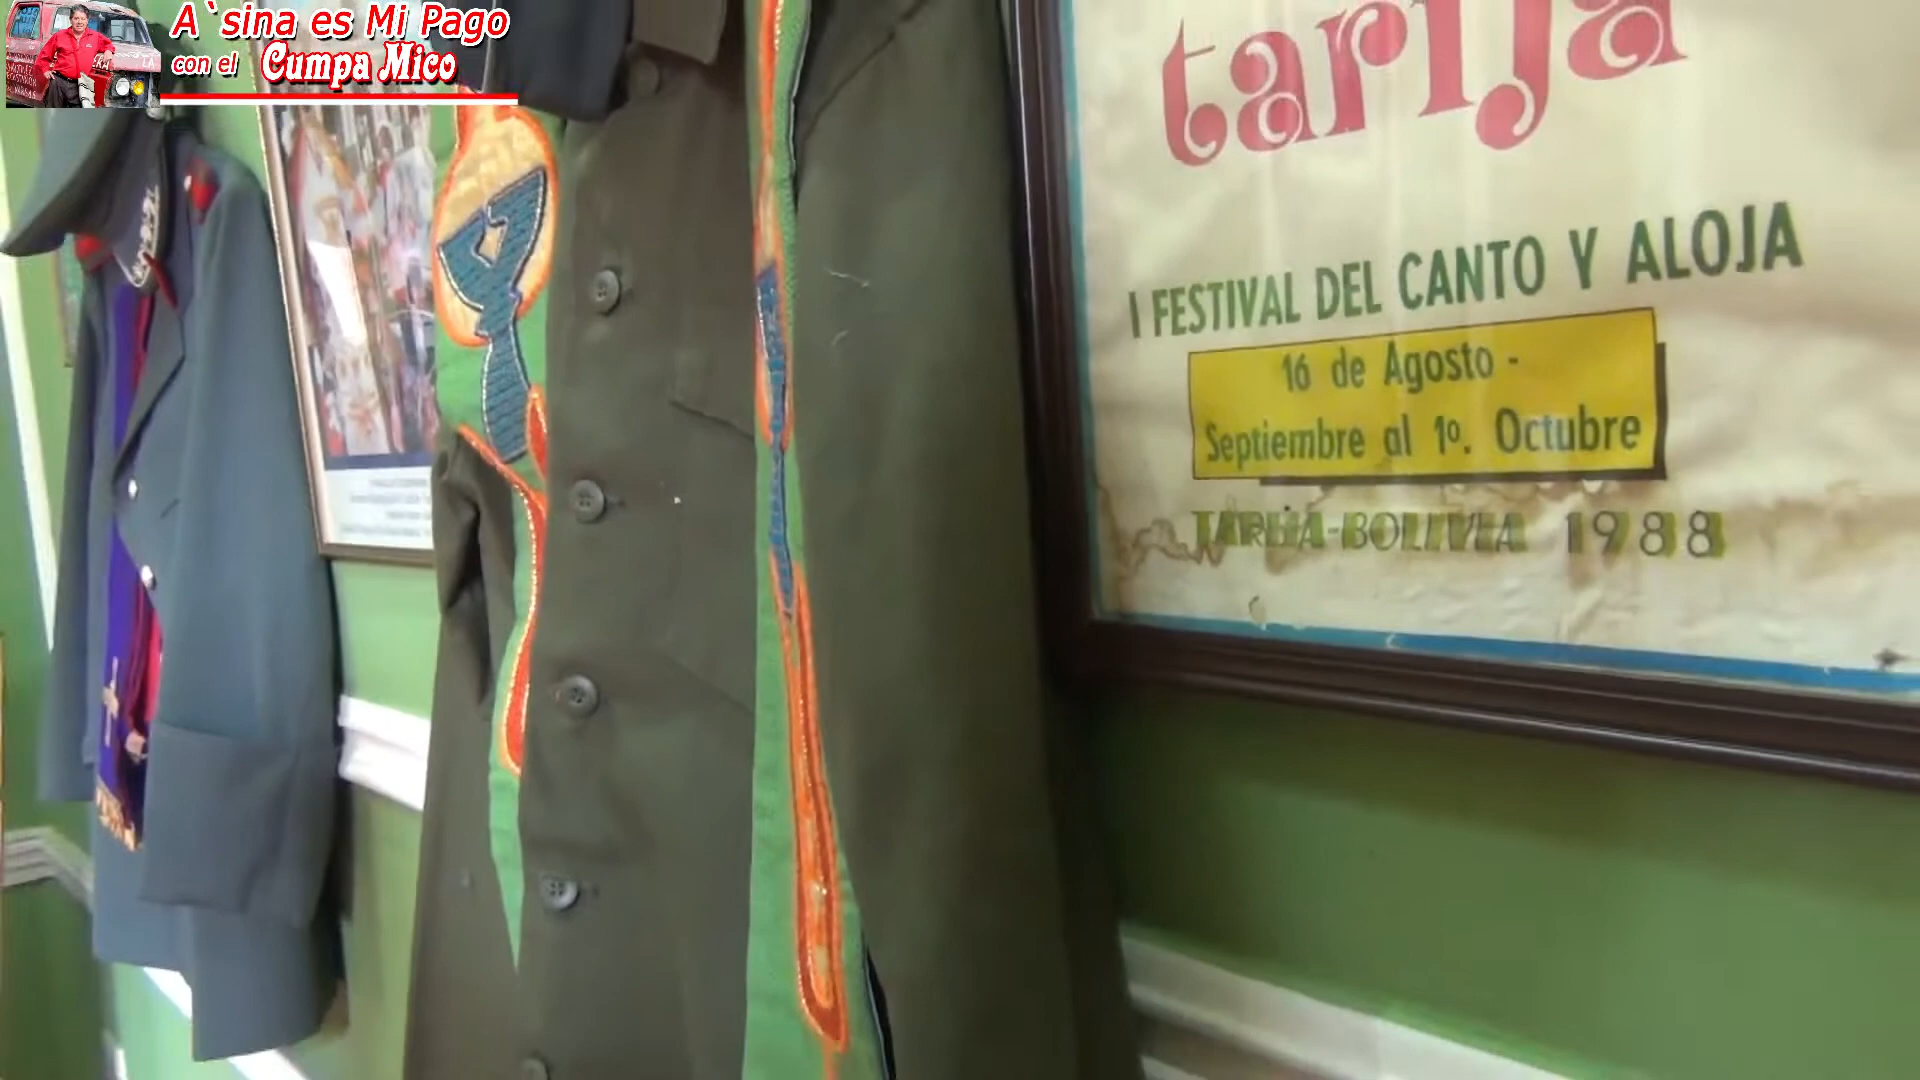 A`sina es Mi Pago
con el Cumpa Mico
tarija
I FESTIVAL DEL CANTO Y ALOJA
16 de Agosto -
Septiembre al 1º. Octubre
TARIJA-BOLIVIA 1988